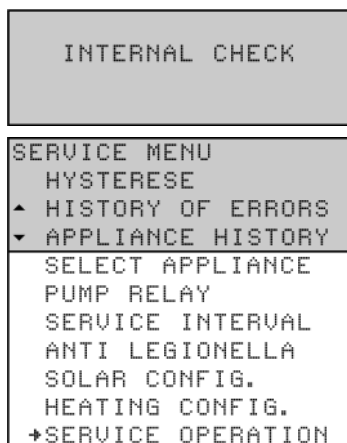 INTERNAL CHECK
SERVICE MENU
HYSTERESE
HISTORY OF ERRORS
APPLIANCE HISTORY
SELECT APPLIANCE
PUMP RELAY
SERVICE INTERVAL
ANTI LEGIONELLA
SOLAR CONFIG.
HEATING CONFIG.
SERVICE OPERATION